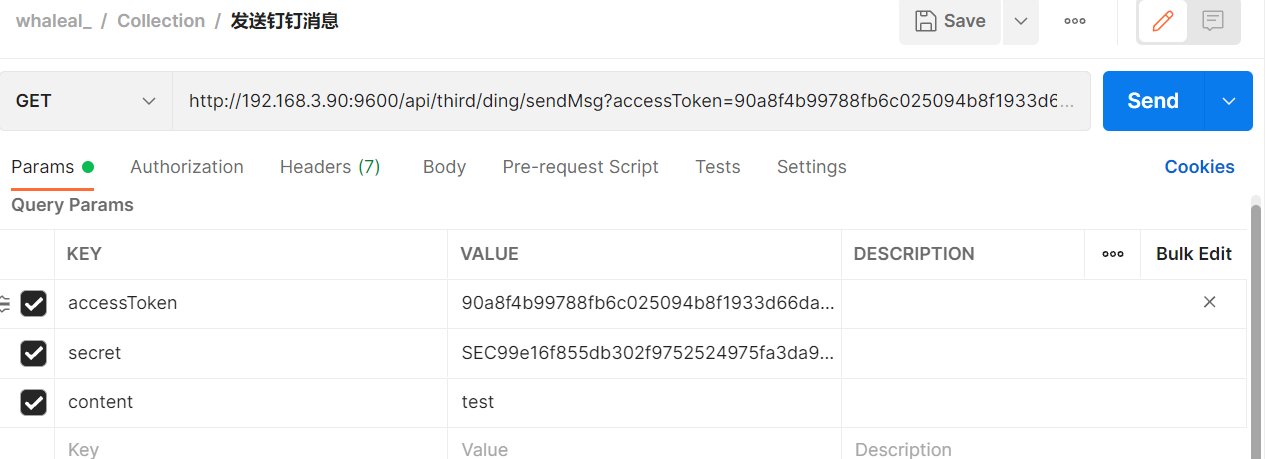 whaleal_ / Collection / 发送钉钉消息
Save
GET
http://192.168.3.90:9600/api/third/ding/sendMsg?accessToken=90a8f4b99788fb6c025094b8f1933d6...
Send
Params Authorization Headers (7) Body Pre-request Script Tests Settings Cookies
Query Params
KEY VALUE DESCRIPTION Bulk Edit
accessToken 90a8f4b99788fb6c025094b8f1933d66da...
secret SEC99e16f855db302f9752524975fa3da9...
content test
Key Value Description